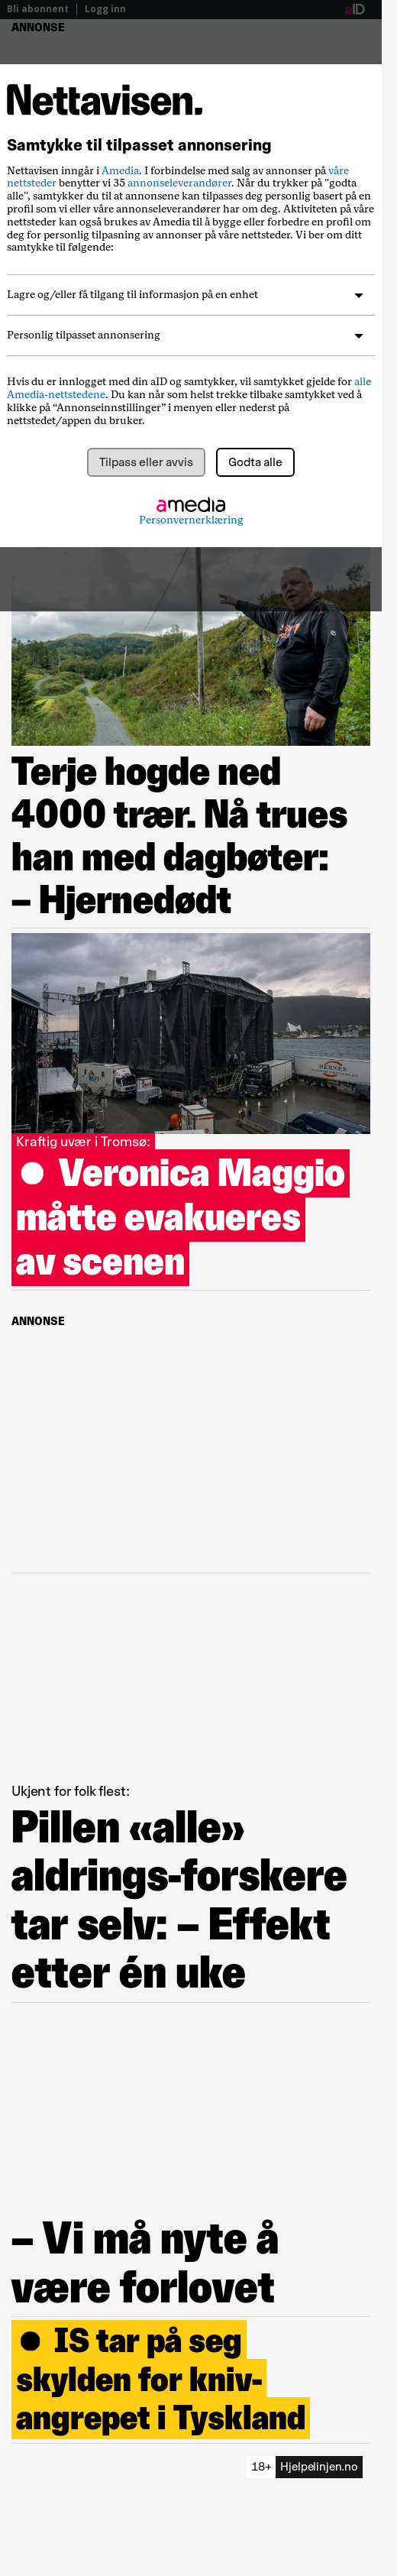 Bli abonnent | Logg inn
aID
ANNONSE
Nettavisen.
Samtykke til tilpasset annonsering
Nettavisen inngår i Amedia. I forbindelse med salg av annonser på våre
nettsteder benytter vi 35 annonseleverandører. Når du trykker på "godta
alle", samtykker du til at annonsene kan tilpasses deg personlig basert på en
profil som vi eller våre annonseleverandører har om deg. Aktiviteten på våre
nettsteder kan også brukes av Amedia til å bygge eller forbedre en profil om
deg for personlig tilpasning av annonser på våre nettsteder. Vi ber om ditt
samtykke til følgende:
Lagre og/eller få tilgang til informasjon på en enhet
Personlig tilpasset annonsering
Hvis du er innlogget med din aID og samtykker, vil samtykket gjelde for alle
Amedia-nettstedene. Du kan når som helst trekke tilbake samtykket ved å
klikke på “Annonseinnstillinger” i menyen eller nederst på
nettstedet/appen du bruker.
Tilpass eller avvis
Godta alle
amedia
Personvernerklæring
Terje hogde ned
4000 trær. Nå trues
han med dagbøter:
– Hjernedødt
Kraftig uvær i Tromsø:
Veronica Maggio
måtte evakueres
av scenen
ANNONSE
Ukjent for folk flest:
Pillen «alle»
aldrings-forskere
tar selv: – Effekt
etter én uke
– Vi må nyte å
være forlovet
IS tar på seg
skylden for kniv-
angrepet i Tyskland
18+ Hjelpelinjen.no